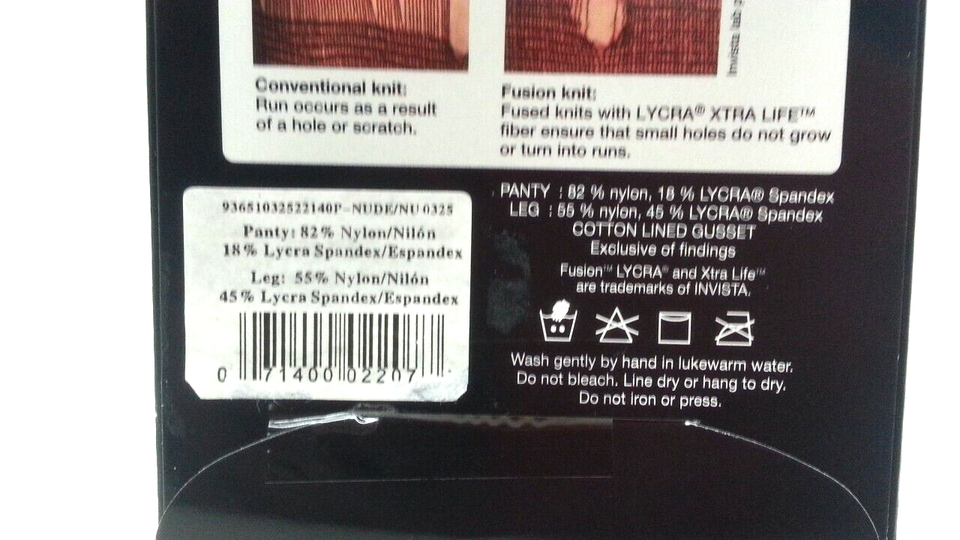 Conventional knit:
Run occurs as a result
of a hole or scratch.
Fusion knit:
Fused knits with LYCRA® XTRA LIFE™
fiber ensure that small holes do not grow
or turn into runs.
Invista lab
93651032522140P-NUDE/NU 0325
Panty: 82% Nylon/Nilón
18% Lycra Spandex/Espandex
Leg: 55% Nylon/Nilón
45% Lycra Spandex/Espandex
0 71400 02207
PANTY : 82 % nylon, 18 % LYCRA® Spandex
LEG : 55 % nylon, 45 % LYCRA® Spandex
COTTON LINED GUSSET
Exclusive of findings
Fusion™ LYCRA® and Xtra Life™
are trademarks of INVISTA.
Wash gently by hand in lukewarm water.
Do not bleach. Line dry or hang to dry.
Do not iron or press.